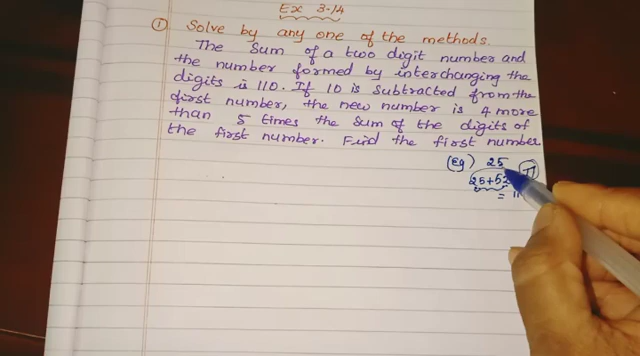 Ex 3.14
① Solve by any one of the methods.
The Sum of a two digit number and
the number formed by interchanging the
digits is 110. If 10 is subtracted from the
first number, the new number is 4 more
than 5 times the sum of the digits of
the first number. Find the first number
(Eg) 25
25+52
= 11